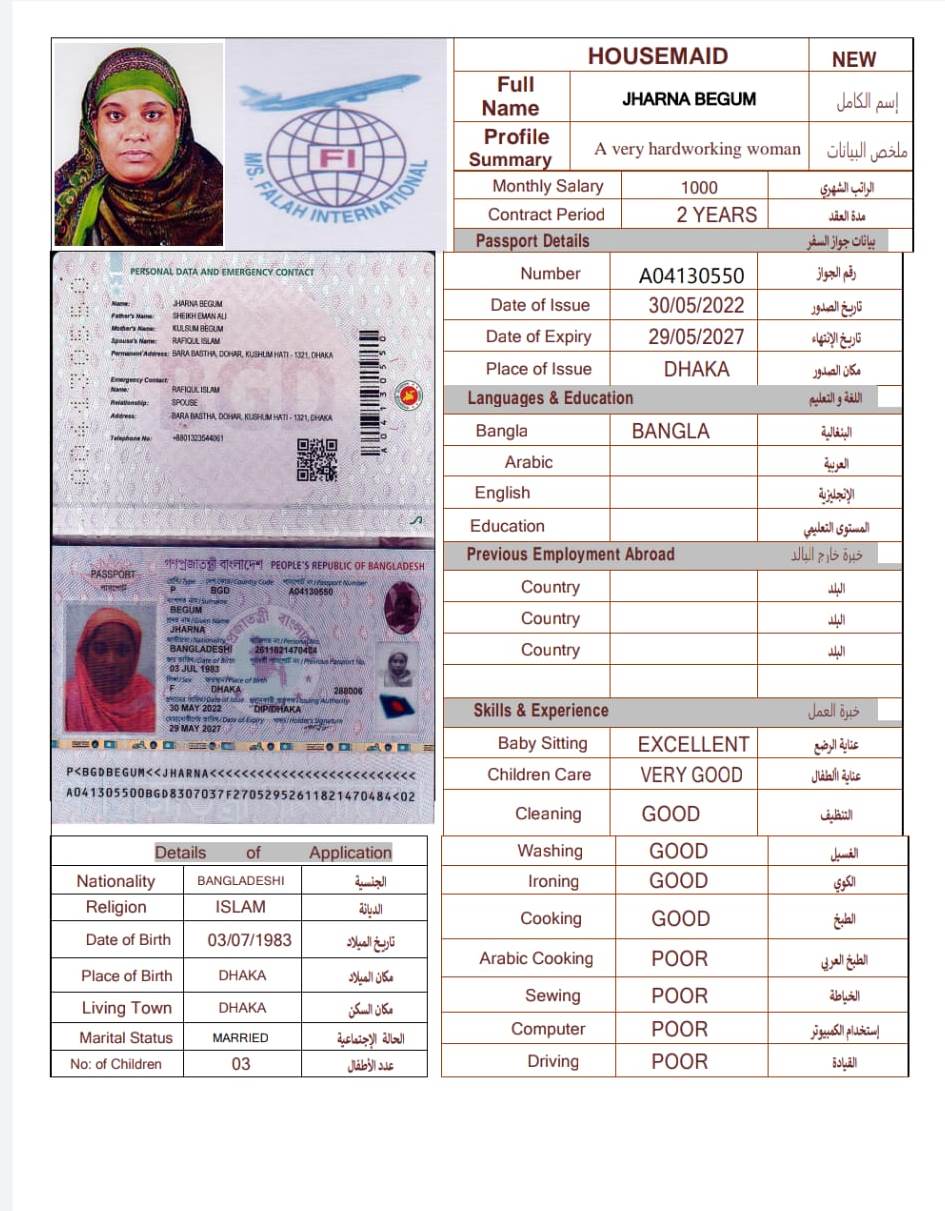 HOUSEMAID NEW
Full Name JHARNA BEGUM إسم الكامل
Profile Summary A very hardworking woman ملخص البيانات
Monthly Salary 1000 الراتب الشهري
Contract Period 2 YEARS مدة العقد
Passport Details بيانات جواز السفر
Number A04130550 رقم الجواز
Date of Issue 30/05/2022 تاريخ الصدور
Date of Expiry 29/05/2027 تاريخ الإنتهاء
Place of Issue DHAKA مكان الصدور
Languages & Education اللغة و التعليم
Bangla BANGLA البنغالية
Arabic العربية
English الإنجليزية
Education المستوى التعليمي
Previous Employment Abroad خبرة خارج البالد
Country البلد
Country البلد
Country البلد
Skills & Experience خبرة العمل
Baby Sitting EXCELLENT عناية الرضع
Children Care VERY GOOD عناية األطفال
Cleaning GOOD التنظيف
Washing GOOD الغسيل
Ironing GOOD الكوي
Cooking GOOD الطبخ
Arabic Cooking POOR الطبخ العربي
Sewing POOR الخياطة
Computer POOR إستخدام الكمبيوتر
Driving POOR القيادة
FI
MS. FALAH INTERNATIONAL
PERSONAL DATA AND EMERGENCY CONTACT
Name: JHARNA BEGUM
Father's Name: SHEIKH EMAN ALI
Mother's Name: KULSUM BEGUM
Spouse's Name: RAFIQUL ISLAM
Permanent Address: BARA BASTHA, DOHAR, KUSHUM HATI - 1321, DHAKA
Emergency Contact:
Name: RAFIQUL ISLAM
Relationship: SPOUSE
Address: BARA BASTHA, DOHAR, KUSHUM HATI - 1321, DHAKA
Telephone No: +8801323544061
A04130550
BGD
গণপ্রজাতন্ত্রী বাংলাদেশ PEOPLE'S REPUBLIC OF BANGLADESH
PASSPORT
পাসপোর্ট
Type Country Code Passport Number
P BGD A04130550
Surname
BEGUM
Given Name
JHARNA
Nationality Personal No.
BANGLADESHI 2611821470484
Date of Birth Previous Passport No.
03 JUL 1983
Sex Place of Birth
F DHAKA 288006
Date of Issue Issuing Authority
30 MAY 2022 DIP/DHAKA
Date of Expiry Holder's Signature
29 MAY 2027
P<BGDBEGUM<<JHARNA<<<<<<<<<<<<<<<<<<<<<<<<<<
A041305500BGD8307037F2705295261182147​0484<02
Details of Application
Nationality BANGLADESHI الجنسية
Religion ISLAM الديانة
Date of Birth 03/07/1983 تاريخ الميلاد
Place of Birth DHAKA مكان الميلاد
Living Town DHAKA مكان السكن
Marital Status MARRIED الحالة الإجتماعية
No: of Children 03 عدد الأطفال